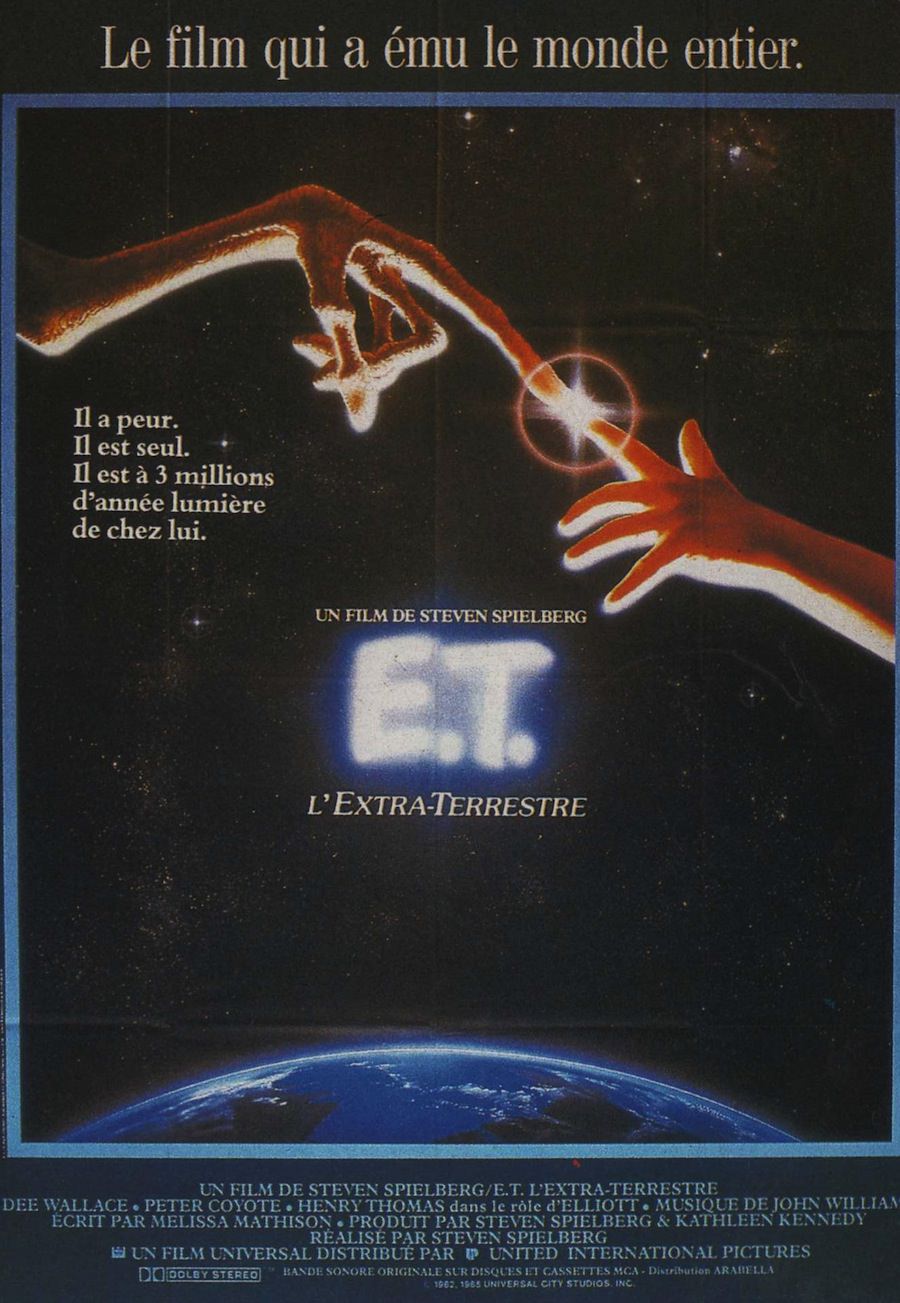 Le film qui a ému le monde entier.
Il a peur.
Il est seul.
Il est à 3 millions
d'année lumière
de chez lui.
UN FILM DE STEVEN SPIELBERG
E.T.
L'EXTRA-TERRESTRE
UN FILM DE STEVEN SPIELBERG/E.T. L'EXTRA-TERRESTRE
DEE WALLACE • PETER COYOTE • HENRY THOMAS dans le rôle d'ELLIOTT • MUSIQUE DE JOHN WILLIAM
ÉCRIT PAR MELISSA MATHISON • PRODUIT PAR STEVEN SPIELBERG & KATHLEEN KENNEDY
RÉALISÉ PAR STEVEN SPIELBERG
UN FILM UNIVERSAL DISTRIBUÉ PAR UNITED INTERNATIONAL PICTURES
DOLBY STEREO ™ BANDE SONORE ORIGINALE SUR DISQUES ET CASSETTES MCA - Distribution ARABELLA
© 1982, 1985 UNIVERSAL CITY STUDIOS, INC.